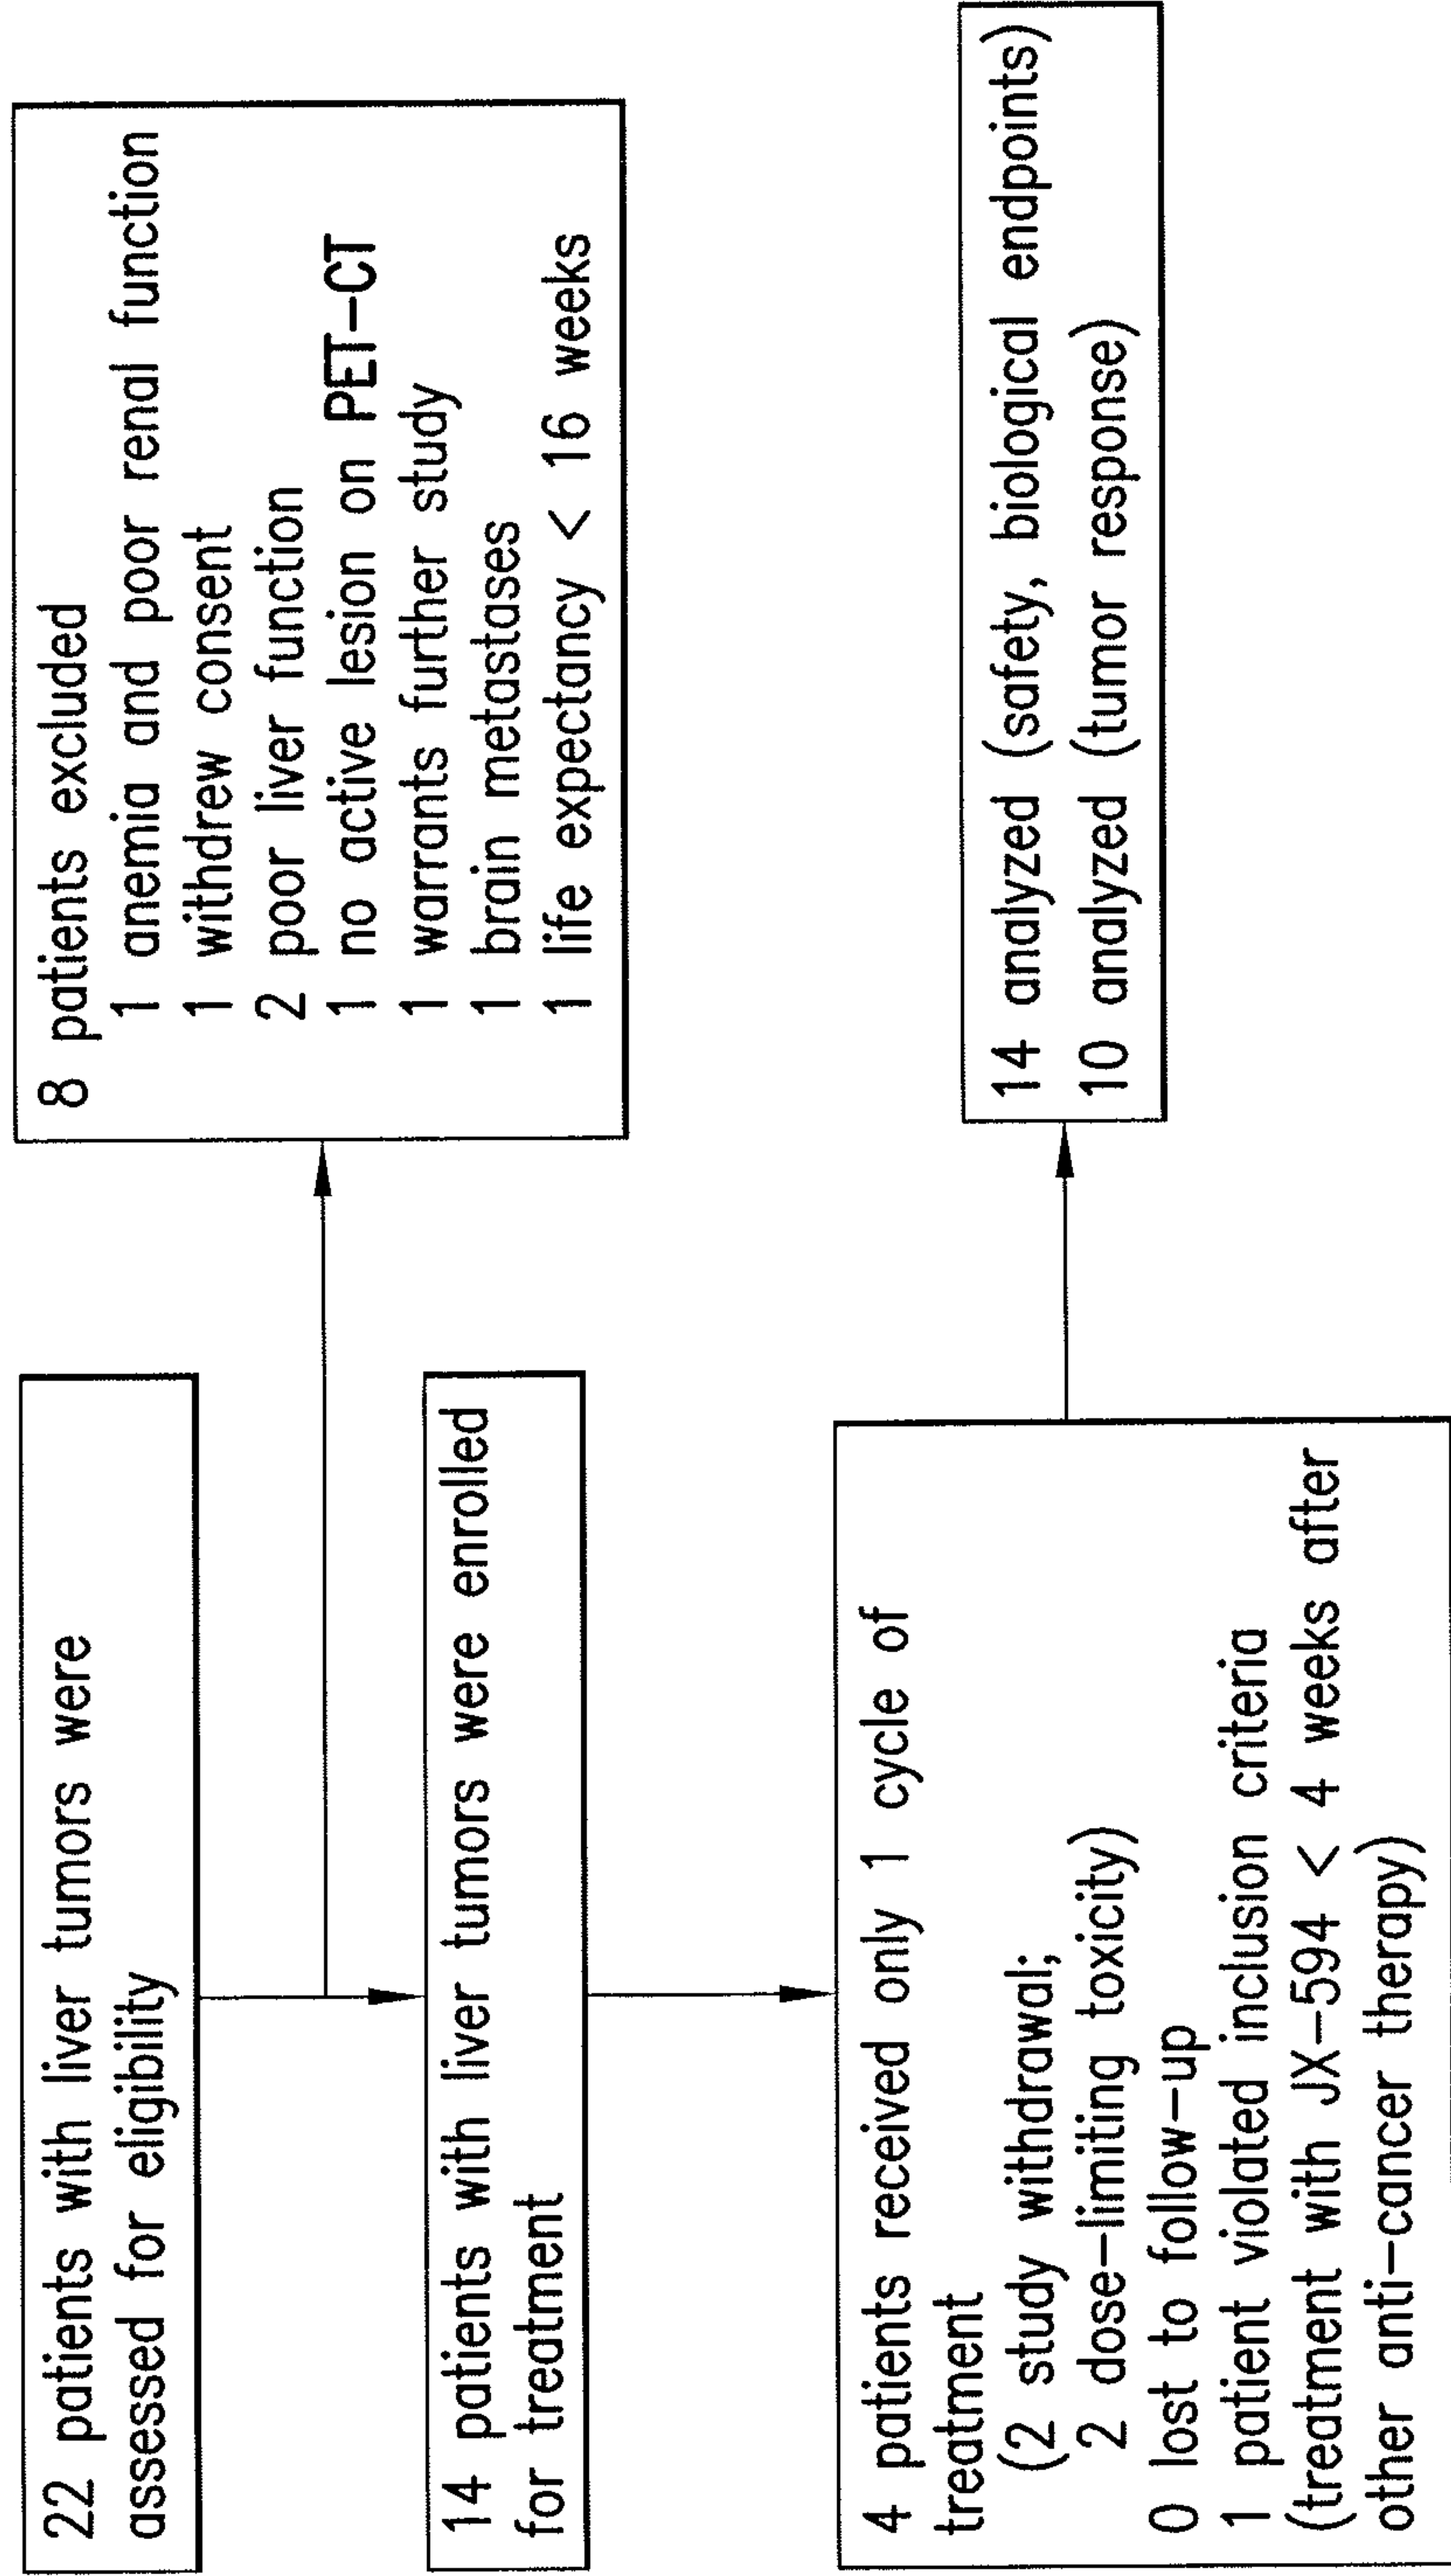 22 patients with liver tumors were
assessed for eligibility
8 patients excluded
1 anemia and poor renal function
1 withdrew consent
2 poor liver function
1 no active lesion on PET-CT
1 warrants further study
1 brain metastases
1 life expectancy < 16 weeks
14 patients with liver tumors were enrolled
for treatment
4 patients received only 1 cycle of
treatment
(2 study withdrawal;
2 dose-limiting toxicity)
0 lost to follow-up
1 patient violated inclusion criteria
(treatment with JX-594 < 4 weeks after
other anti-cancer therapy)
14 analyzed (safety, biological endpoints)
10 analyzed (tumor response)